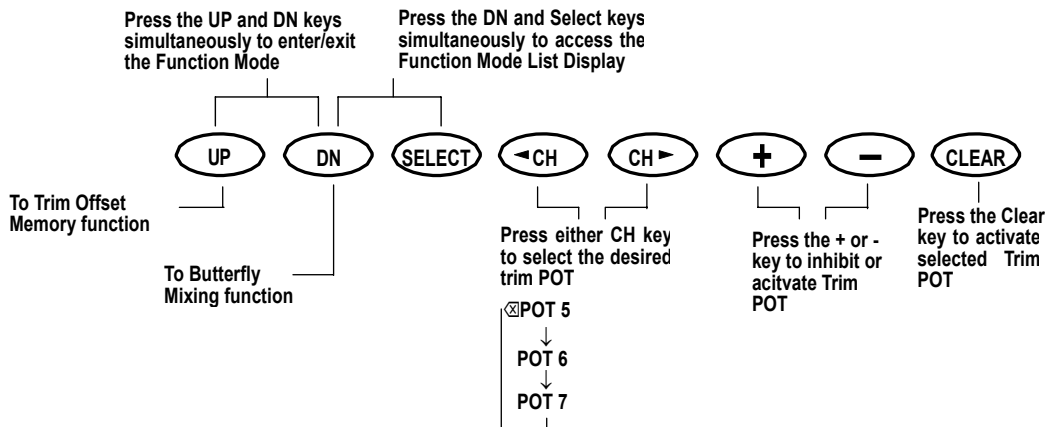 Press the UP and DN keys
simultaneously to enter/exit
the Function Mode
Press the DN and Select keys
simultaneously to access the
Function Mode List Display
UP
DN
SELECT
◄CH
CH►
+
−
CLEAR
To Trim Offset
Memory function
To Butterfly
Mixing function
Press either CH key
to select the desired
trim POT
Press the + or -
key to inhibit or
acitvate Trim
POT
Press the Clear
key to activate
selected Trim
POT
⌫POT 5
↓
POT 6
↓
POT 7